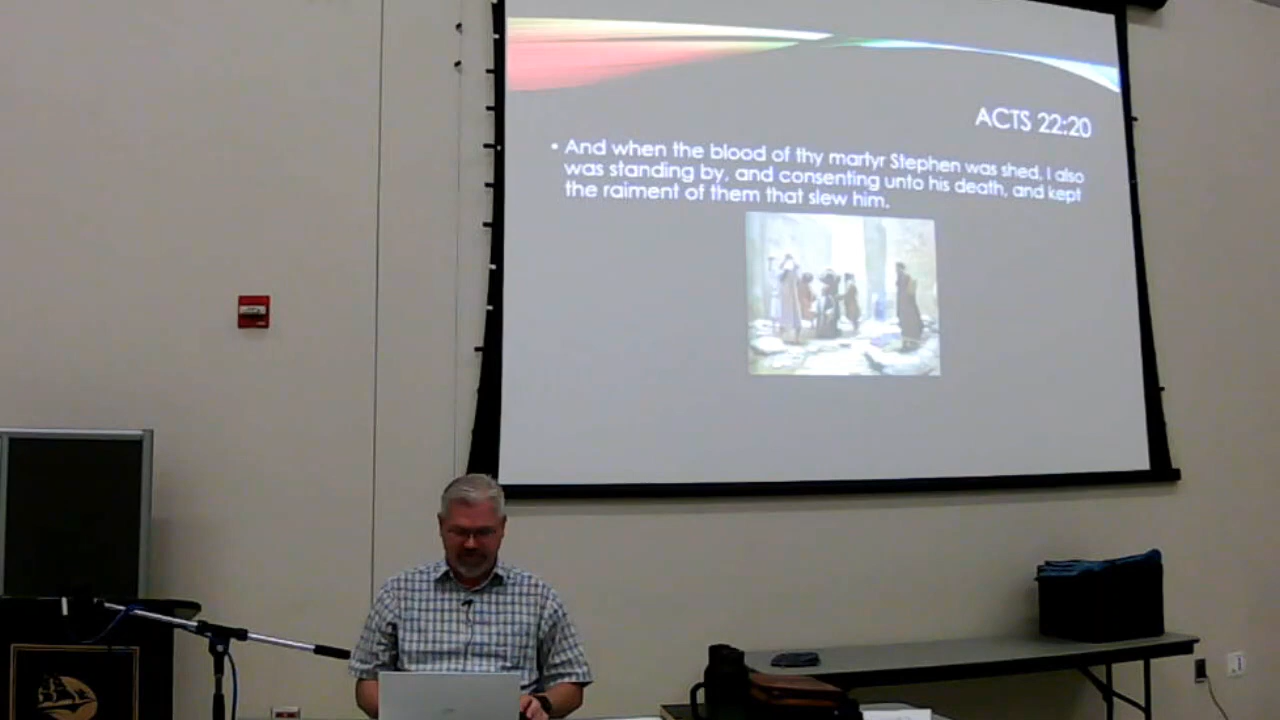 ACTS 22:20
• And when the blood of thy martyr Stephen was shed, I also
was standing by, and consenting unto his death, and kept
the raiment of them that slew him.